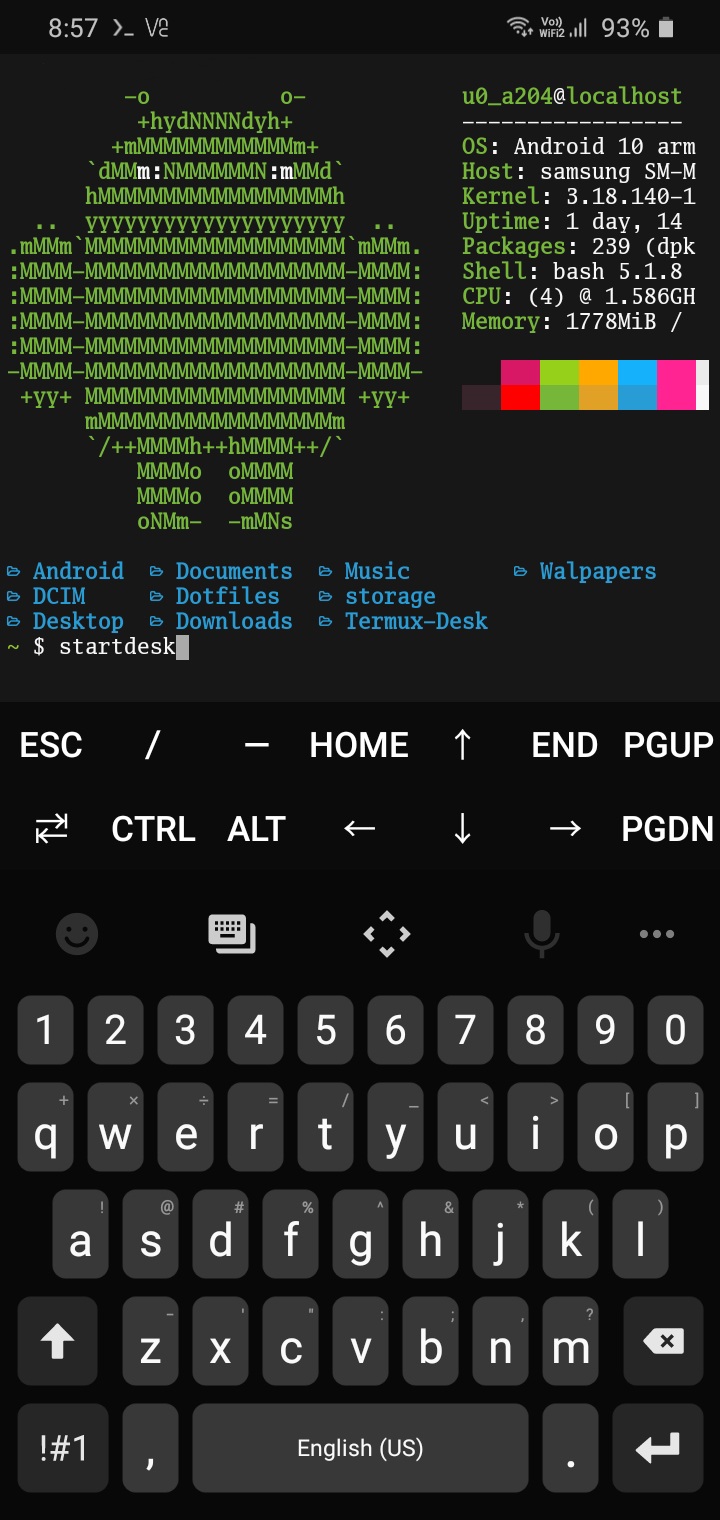 8:57 93%
-o o-
+hydNNNNdyh+
+mMMMMMMMMMMMMm+
`dMMm:NMMMMMMN:mMMd`
hMMMMMMMMMMMMMMMMMMh
.. yyyyyyyyyyyyyyyyyyyy ..
.mMMm`MMMMMMMMMMMMMMMMMMMM`mMMm.
:MMMM-MMMMMMMMMMMMMMMMMMMM-MMMM:
:MMMM-MMMMMMMMMMMMMMMMMMMM-MMMM:
:MMMM-MMMMMMMMMMMMMMMMMMMM-MMMM:
:MMMM-MMMMMMMMMMMMMMMMMMMM-MMMM:
-MMMM-MMMMMMMMMMMMMMMMMMMM-MMMM-
+yy+ MMMMMMMMMMMMMMMMMMMM +yy+
mMMMMMMMMMMMMMMMMMMm
`/++MMMMh++hMMMM++/`
MMMMo oMMMM
MMMMo oMMMM
oNMm- -mMNs
u0_a204@localhost
-----------------
OS: Android 10 arm
Host: samsung SM-M
Kernel: 3.18.140-1
Uptime: 1 day, 14
Packages: 239 (dpk
Shell: bash 5.1.8
CPU: (4) @ 1.586GH
Memory: 1778MiB /
Android Documents Music Walpapers
DCIM Dotfiles storage
Desktop Downloads Termux-Desk
~ $ startdesk
ESC / — HOME ↑ END PGUP
CTRL ALT ← ↓ → PGDN
1 2 3 4 5 6 7 8 9 0
+ × ÷ = / _ < > [ ]
q w e r t y u i o p
! @ # % ^ & * ( )
a s d f g h j k l
- ' " : ; , ?
z x c v b n m
!#1 , English (US) .